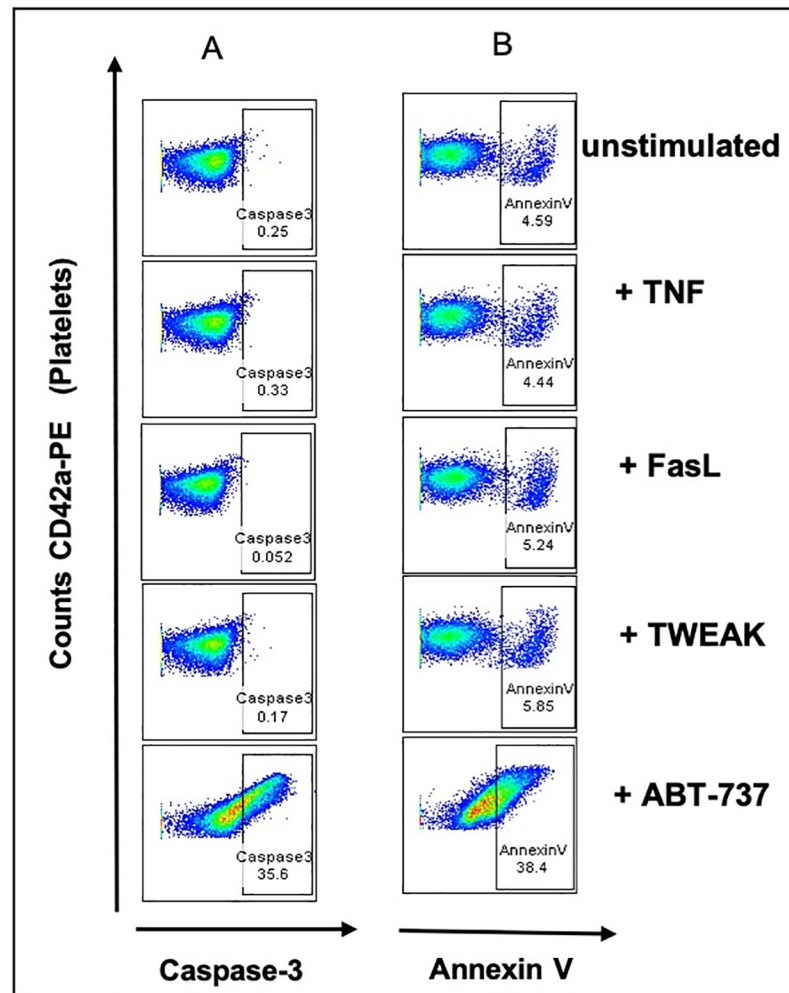 A
B
Caspase3
0.25
AnnexinV
4.59
unstimulated
Caspase3
0.33
AnnexinV
4.44
+ TNF
Caspase3
0.052
AnnexinV
5.24
+ FasL
Caspase3
0.17
AnnexinV
5.85
+ TWEAK
Caspase3
35.6
AnnexinV
38.4
+ ABT-737
Counts CD42a-PE (Platelets)
Caspase-3
Annexin V